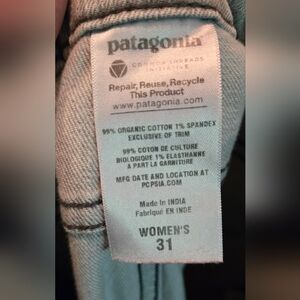 patagonia
COMMON THREADS
INITIATIVE
Repair, Reuse, Recycle
This Product
www.patagonia.com
99% ORGANIC COTTON 1% SPANDEX
EXCLUSIVE OF TRIM
99% COTON DE CULTURE
BIOLOGIQUE 1% ELASTHANNE
A PART LA GARNITURE
MFG DATE AND LOCATION AT
PCPSIA.COM
Made in INDIA
Fabriqué EN INDE
WOMEN'S
31